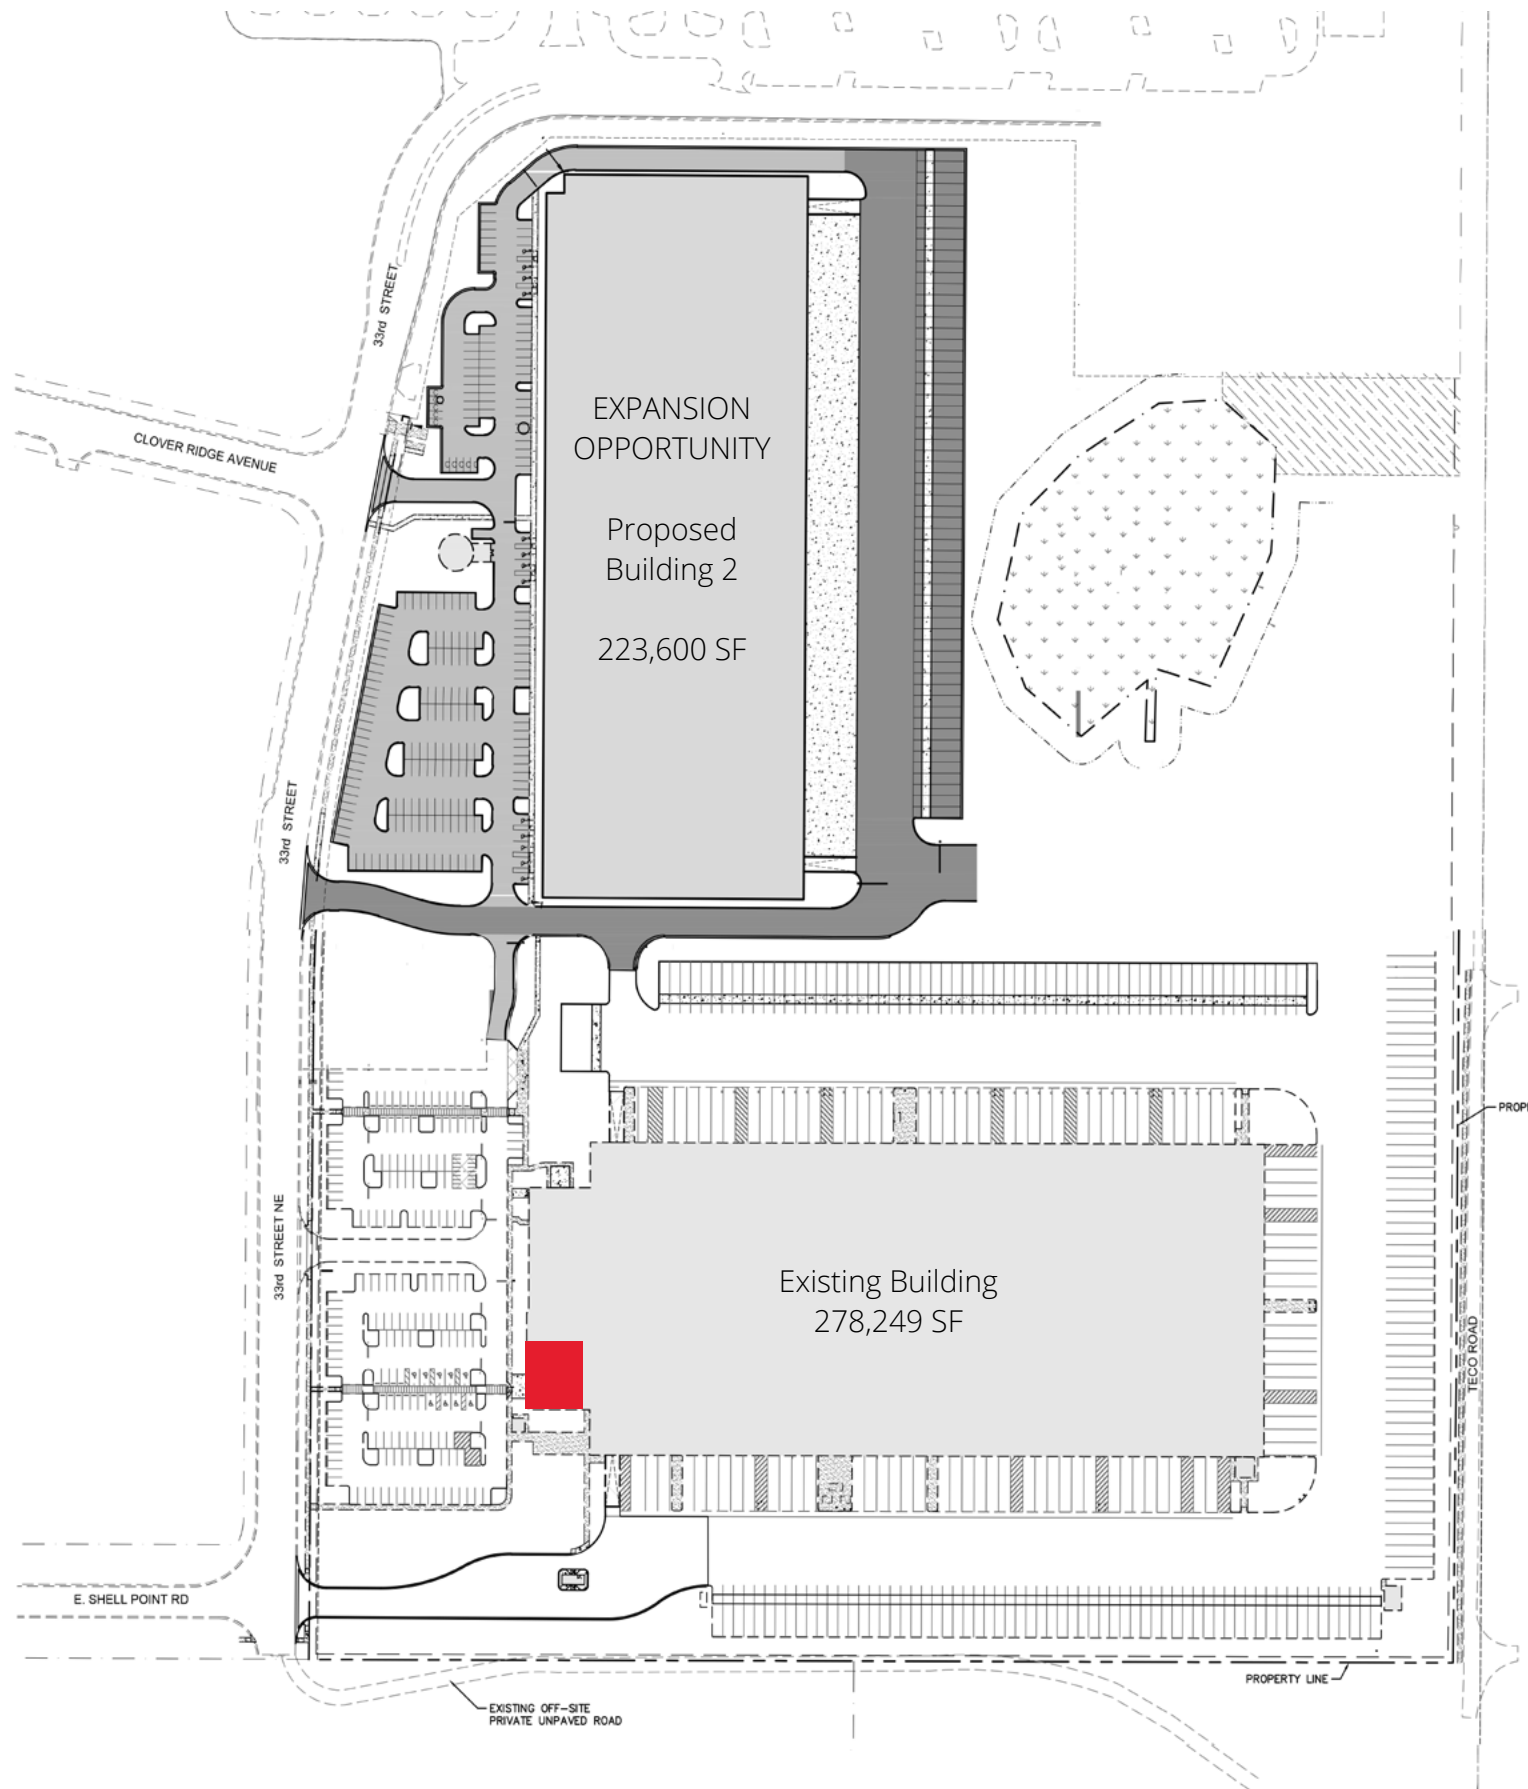 33rd STREET
CLOVER RIDGE AVENUE
EXPANSION
OPPORTUNITY
Proposed
Building 2
223,600 SF
33rd STREET
PROPE
33rd STREET NE
Existing Building
278,249 SF
TECO ROAD
E. SHELL POINT RD
PROPERTY LINE
EXISTING OFF-SITE
PRIVATE UNPAVED ROAD